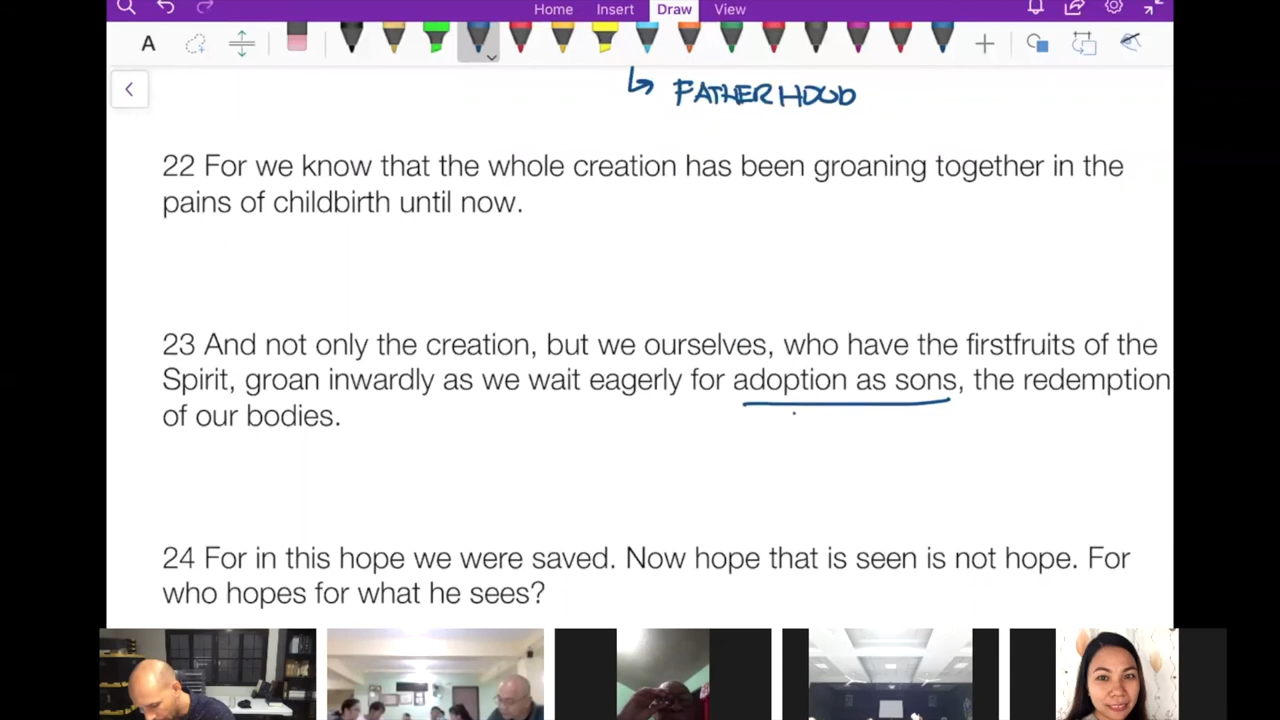 Home Insert Draw View
A
FATHERHOOD
22 For we know that the whole creation has been groaning together in the
pains of childbirth until now.
23 And not only the creation, but we ourselves, who have the firstfruits of the
Spirit, groan inwardly as we wait eagerly for adoption as sons, the redemption
of our bodies.
24 For in this hope we were saved. Now hope that is seen is not hope. For
who hopes for what he sees?